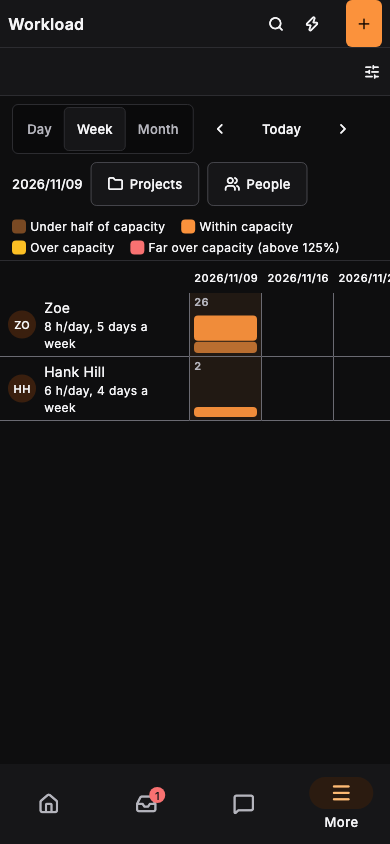 Workload
Day Week Month Today
2026/11/09 Projects People
Under half of capacity Within capacity
Over capacity Far over capacity (above 125%)
2026/11/09 2026/11/16
26
ZO
Zoe
8 h/day, 5 days a
week
2
HH
Hank Hill
6 h/day, 4 days a
week
1
More